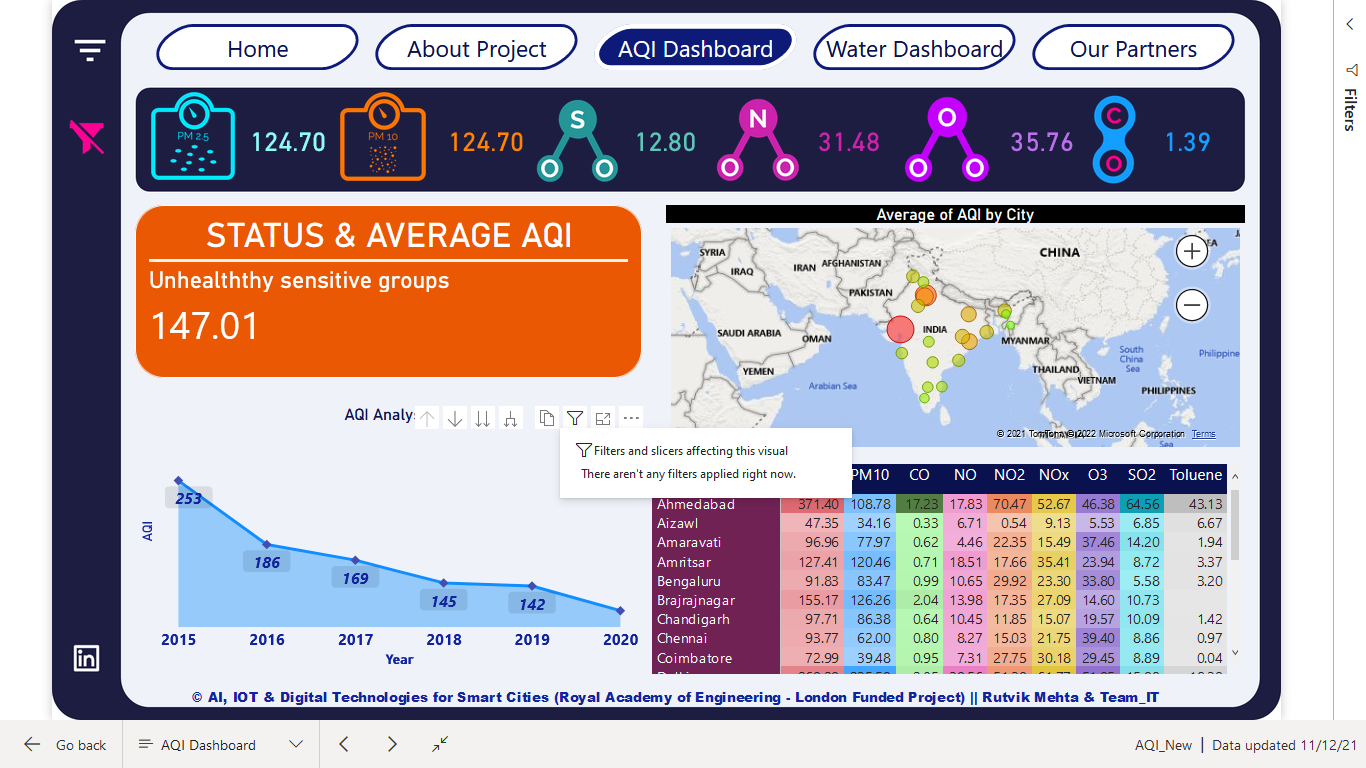 Home
About Project
AQI Dashboard
Water Dashboard
Our Partners
Filters
PM 2.5
124.70
PM 10
124.70
S O O
12.80
N O O
31.48
O O O
35.76
C O
1.39
STATUS & AVERAGE AQI
Unhealththy sensitive groups
147.01
Average of AQI by City
SYRIA
IRAQ
IRAN
AFGHANISTAN
PAKISTAN
CHINA
SAUDI ARABIA
OMAN
YEMEN
INDIA
MYANMAR
THAILAND
VIETNAM
PHILIPPINES
Arabian Sea
South
China
Sea
Philippine
© 2021 TomTom, © 2022 Microsoft Corporation Terms
AQI Analys
Filters and slicers affecting this visual
There aren't any filters applied right now.
AQI
253
186
169
145
142
2015 2016 2017 2018 2019 2020
Year
PM10 CO NO NO2 NOx O3 SO2 Toluene
Ahmedabad 371.40 108.78 17.23 17.83 70.47 52.67 46.38 64.56 43.13
Aizawl 47.35 34.16 0.33 6.71 0.54 9.13 5.53 6.85 6.67
Amaravati 96.96 77.97 0.62 4.46 22.35 15.49 37.46 14.20 1.94
Amritsar 127.41 120.46 0.71 18.51 17.66 35.41 23.94 8.72 3.37
Bengaluru 91.83 83.47 0.99 10.65 29.92 23.30 33.80 5.58 3.20
Brajrajnagar 155.17 126.26 2.04 13.98 17.35 27.09 14.60 10.73
Chandigarh 97.71 86.38 0.64 10.45 11.85 15.07 19.57 10.09 1.42
Chennai 93.77 62.00 0.80 8.27 15.03 21.75 39.40 8.86 0.97
Coimbatore 72.99 39.48 0.95 7.31 27.75 30.18 29.45 8.89 0.04
in
© AI, IOT & Digital Technologies for Smart Cities (Royal Academy of Engineering - London Funded Project) || Rutvik Mehta & Team_IT
Go back
AQI Dashboard
AQI_New | Data updated 11/12/21